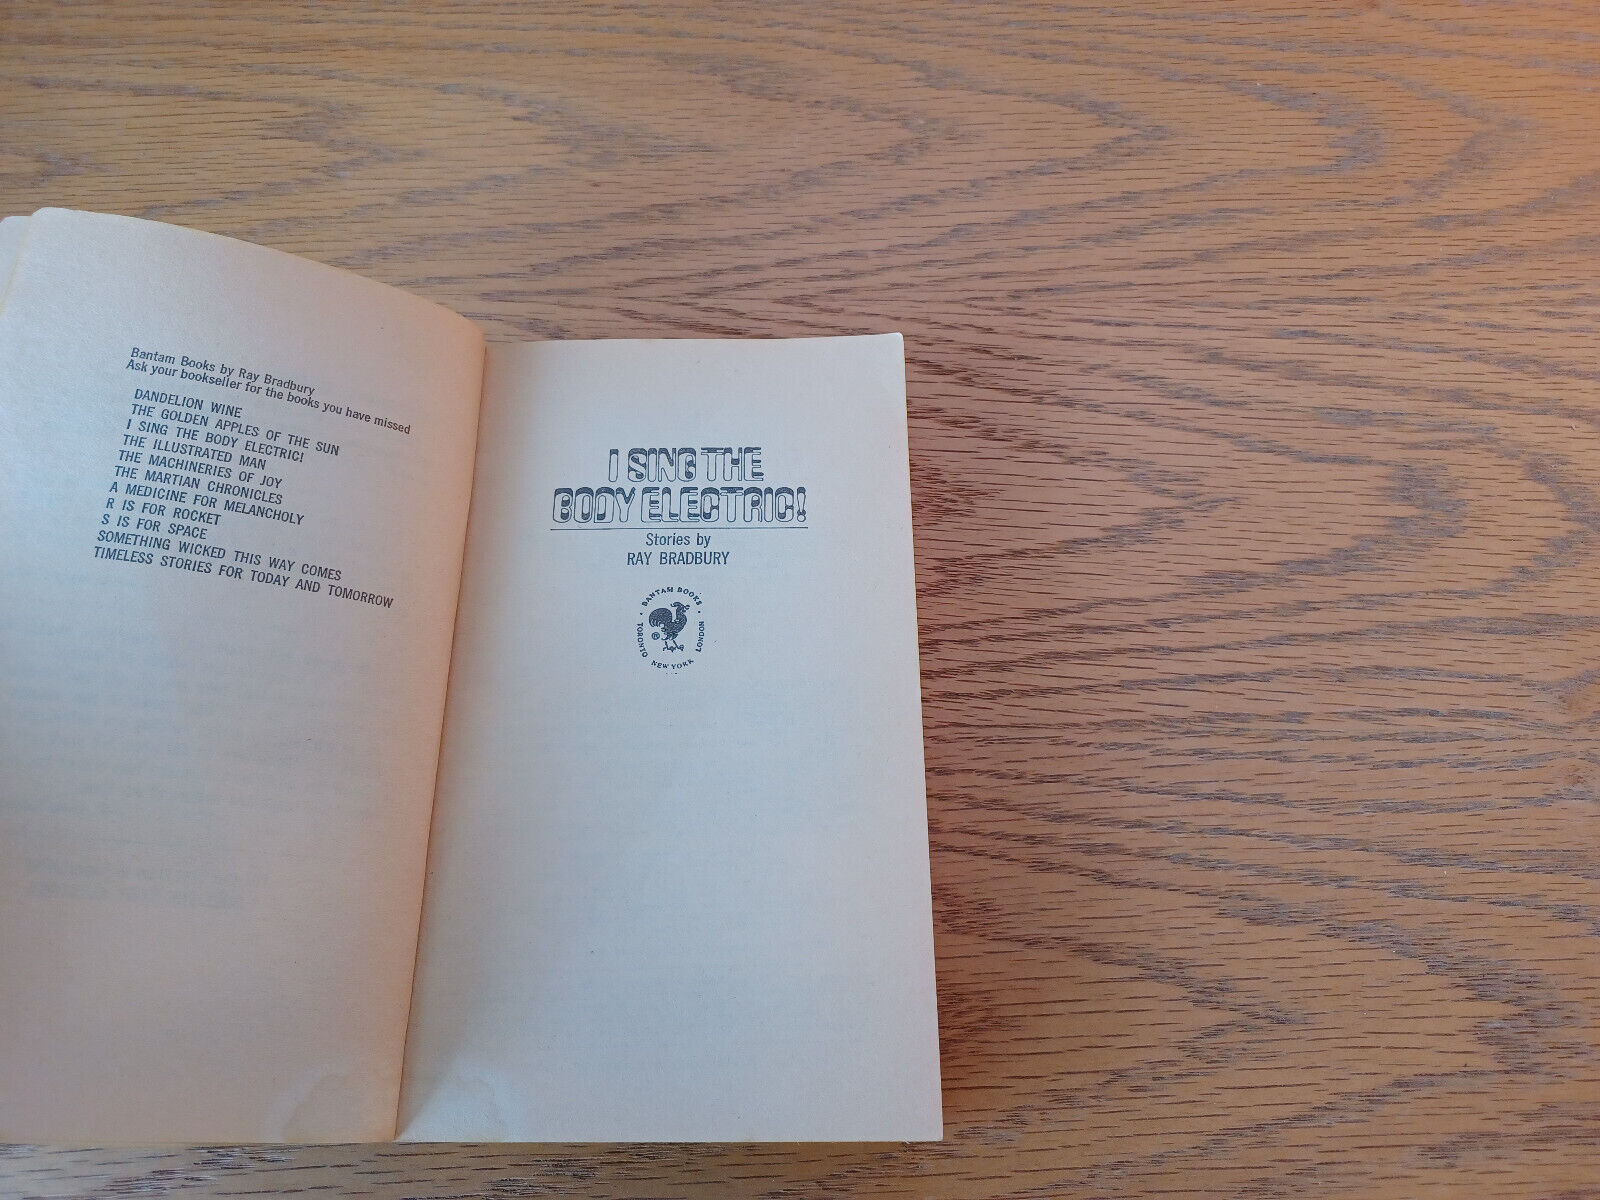 Bantam Books by Ray Bradbury
Ask your bookseller for the books you have missed
DANDELION WINE
THE GOLDEN APPLES OF THE SUN
I SING THE BODY ELECTRIC!
THE ILLUSTRATED MAN
THE MACHINERIES OF JOY
THE MARTIAN CHRONICLES
A MEDICINE FOR MELANCHOLY
R IS FOR ROCKET
S IS FOR SPACE
SOMETHING WICKED THIS WAY COMES
TIMELESS STORIES FOR TODAY AND TOMORROW
I SING THE
BODY ELECTRIC!
Stories by
RAY BRADBURY
BANTAM BOOKS
TORONTO
NEW YORK
LONDON